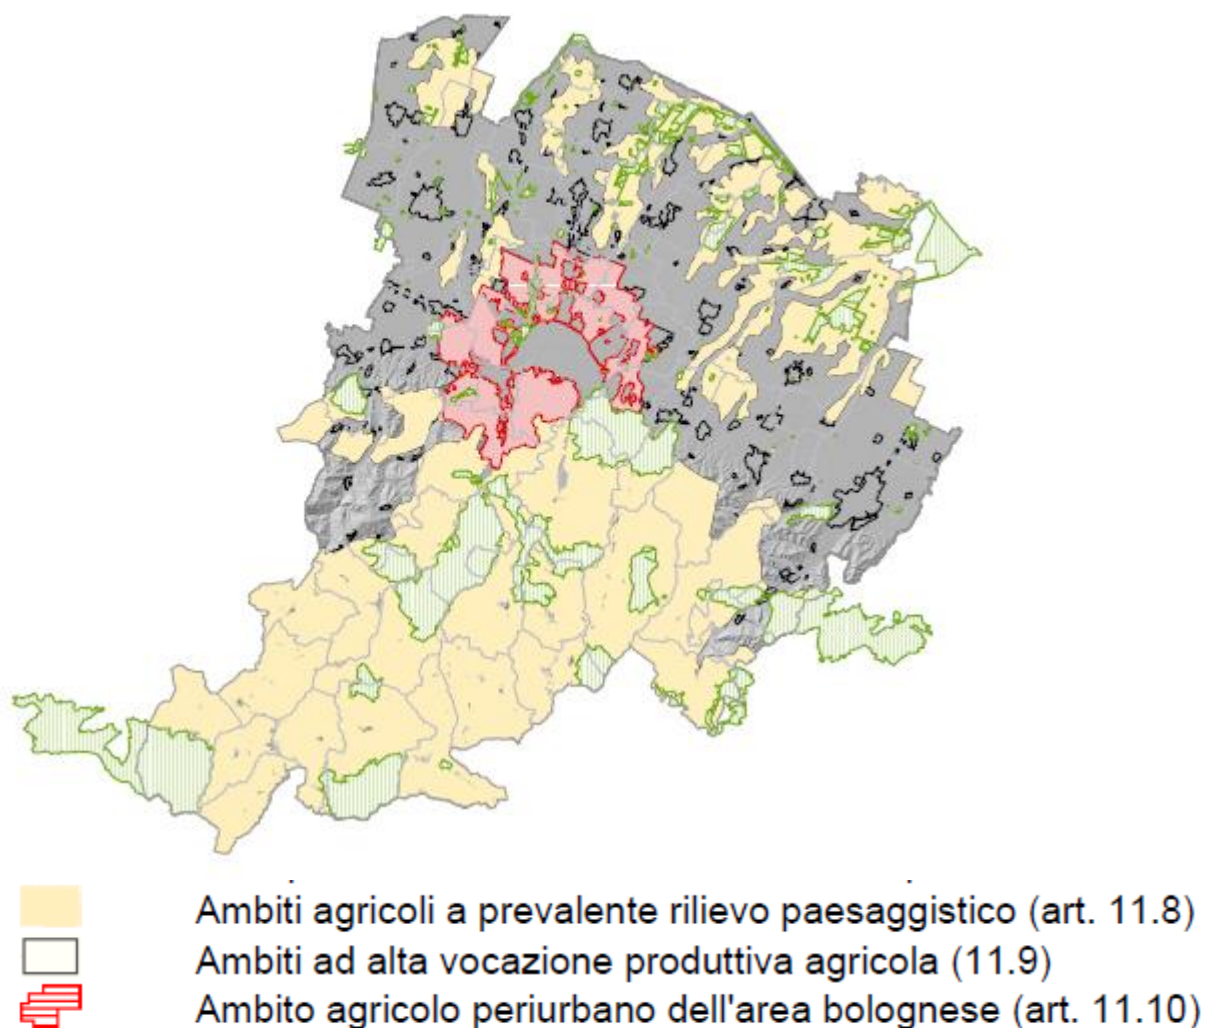 Ambiti agricoli a prevalente rilievo paesaggistico (art. 11.8)
Ambiti ad alta vocazione produttiva agricola (11.9)
Ambito agricolo periurbano dell'area bolognese (art. 11.10)